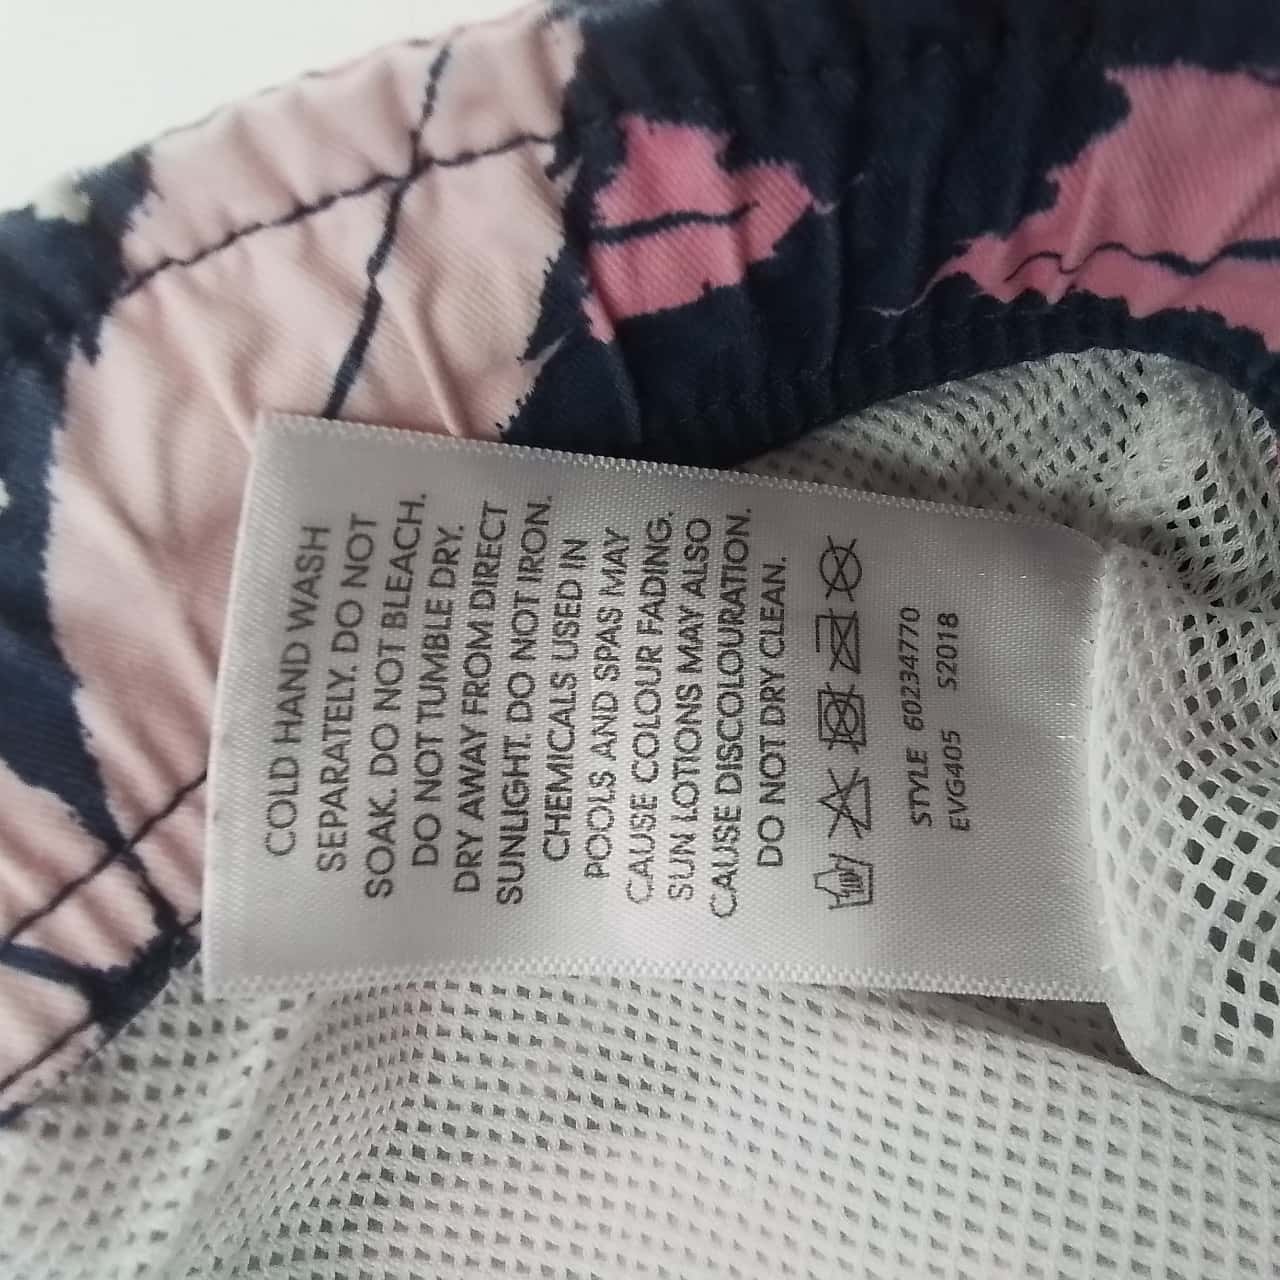 COLD HAND WASH
SEPARATELY. DO NOT
SOAK. DO NOT BLEACH.
DO NOT TUMBLE DRY.
DRY AWAY FROM DIRECT
SUNLIGHT. DO NOT IRON.
CHEMICALS USED IN
POOLS AND SPAS MAY
CAUSE COLOUR FADING.
SUN LOTIONS MAY ALSO
CAUSE DISCOLOURATION.
DO NOT DRY CLEAN.
STYLE 60234770
EVG405 S2018